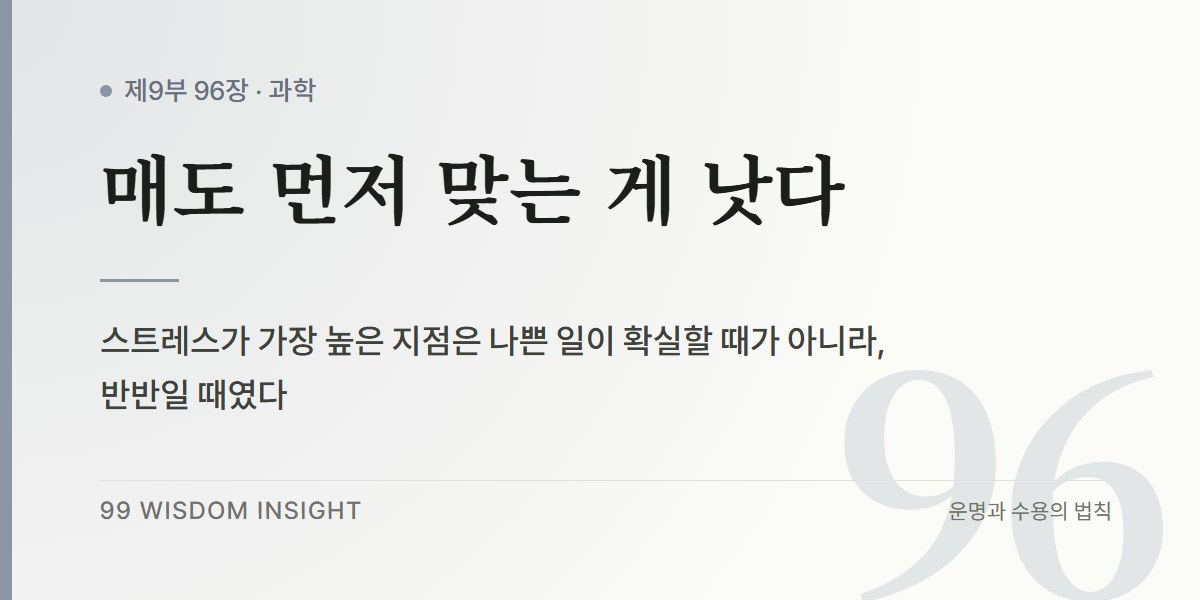 제9부 96장 · 과학
매도 먼저 맞는 게 낫다
스트레스가 가장 높은 지점은 나쁜 일이 확실할 때가 아니라,
반반일 때였다
99 WISDOM INSIGHT
운명과 수용의 법칙
96